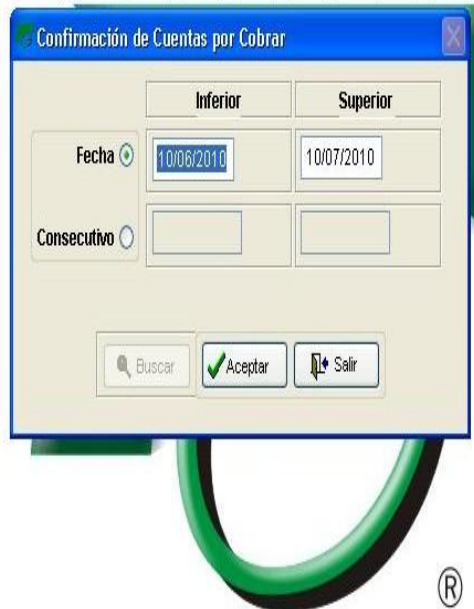 Confirmación de Cuentas por Cobrar
Inferior Superior
Fecha 10/06/2010 10/07/2010
Consecutivo
Buscar Aceptar Salir
®